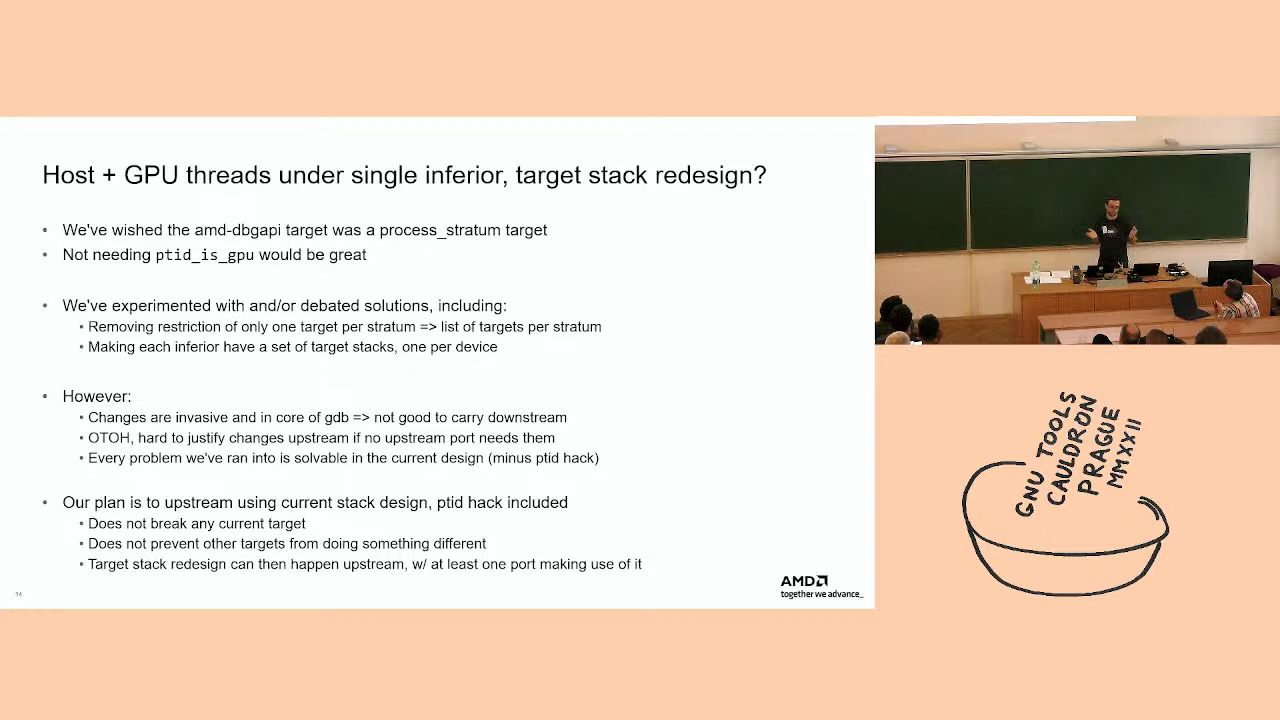 Host + GPU threads under single inferior, target stack redesign?
• We've wished the amd-dbgapi target was a process_stratum target
• Not needing ptid_is_gpu would be great
• We've experimented with and/or debated solutions, including:
• Removing restriction of only one target per stratum => list of targets per stratum
• Making each inferior have a set of target stacks, one per device
• However:
• Changes are invasive and in core of gdb => not good to carry downstream
• OTOH, hard to justify changes upstream if no upstream port needs them
• Every problem we've ran into is solvable in the current design (minus ptid hack)
• Our plan is to upstream using current stack design, ptid hack included
• Does not break any current target
• Does not prevent other targets from doing something different
• Target stack redesign can then happen upstream, w/ at least one port making use of it
14
AMD
together we advance_
GNU TOOLS
CAULDRON
PRAGUE
MMXXII